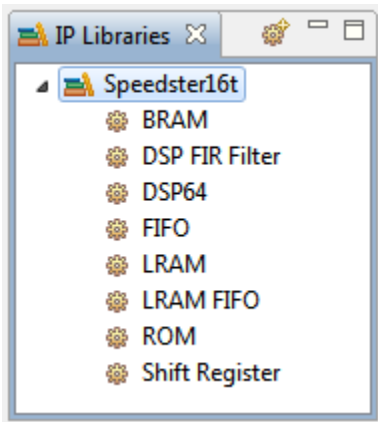 IP Libraries
Speedster16t
BRAM
DSP FIR Filter
DSP64
FIFO
LRAM
LRAM FIFO
ROM
Shift Register